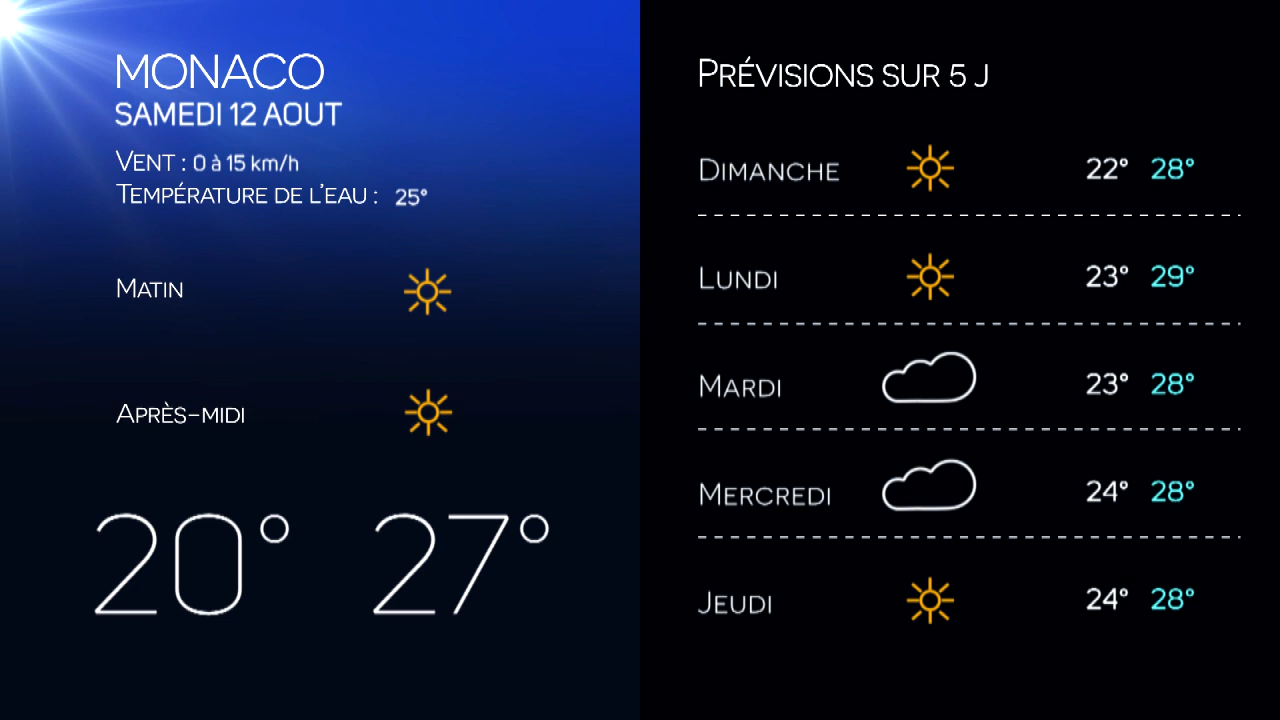 MONACO
SAMEDI 12 AOUT
VENT : 0 à 15 km/h
TEMPÉRATURE DE L'EAU : 25°
MATIN
APRÈS-MIDI
20° 27°
PRÉVISIONS SUR 5 J
DIMANCHE 22° 28°
LUNDI 23° 29°
MARDI 23° 28°
MERCREDI 24° 28°
JEUDI 24° 28°